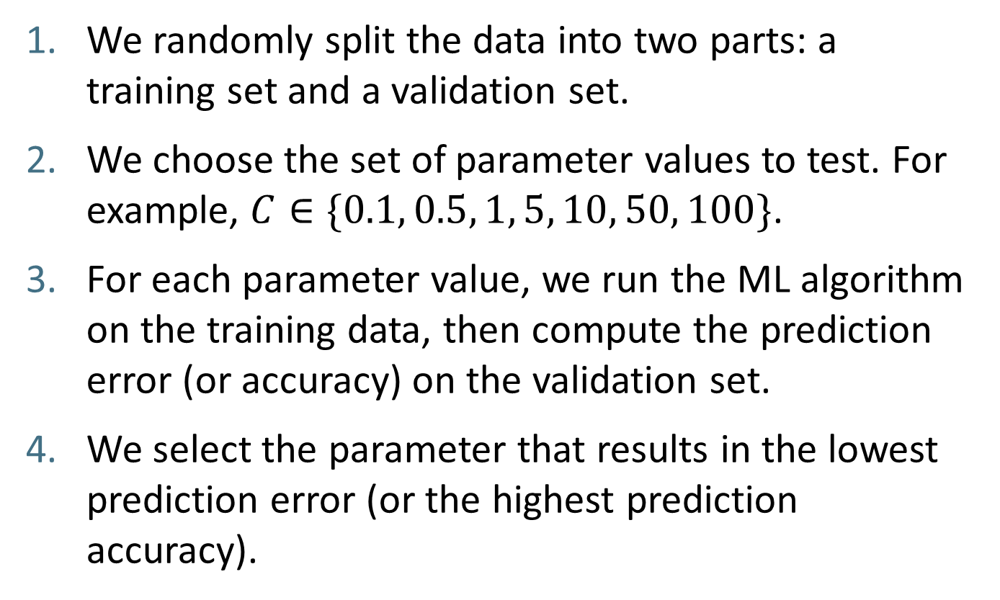 1. We randomly split the data into two parts: a
training set and a validation set.
2. We choose the set of parameter values to test. For
example, 𝐶 ∈ {0.1, 0.5, 1, 5, 10, 50, 100}.
3. For each parameter value, we run the ML algorithm
on the training data, then compute the prediction
error (or accuracy) on the validation set.
4. We select the parameter that results in the lowest
prediction error (or the highest prediction
accuracy).